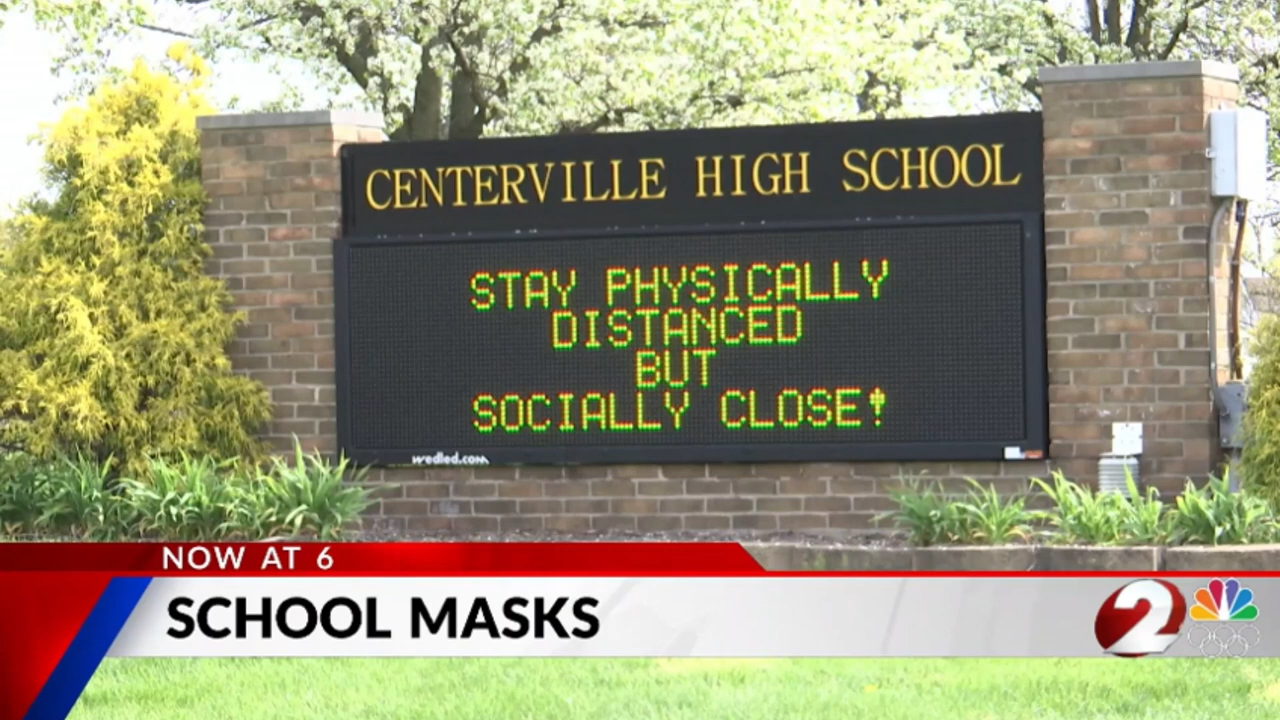 CENTERVILLE HIGH SCHOOL
STAY PHYSICALLY
DISTANCED
BUT
SOCIALLY CLOSE!
wedled.com
NOW AT 6
SCHOOL MASKS
2